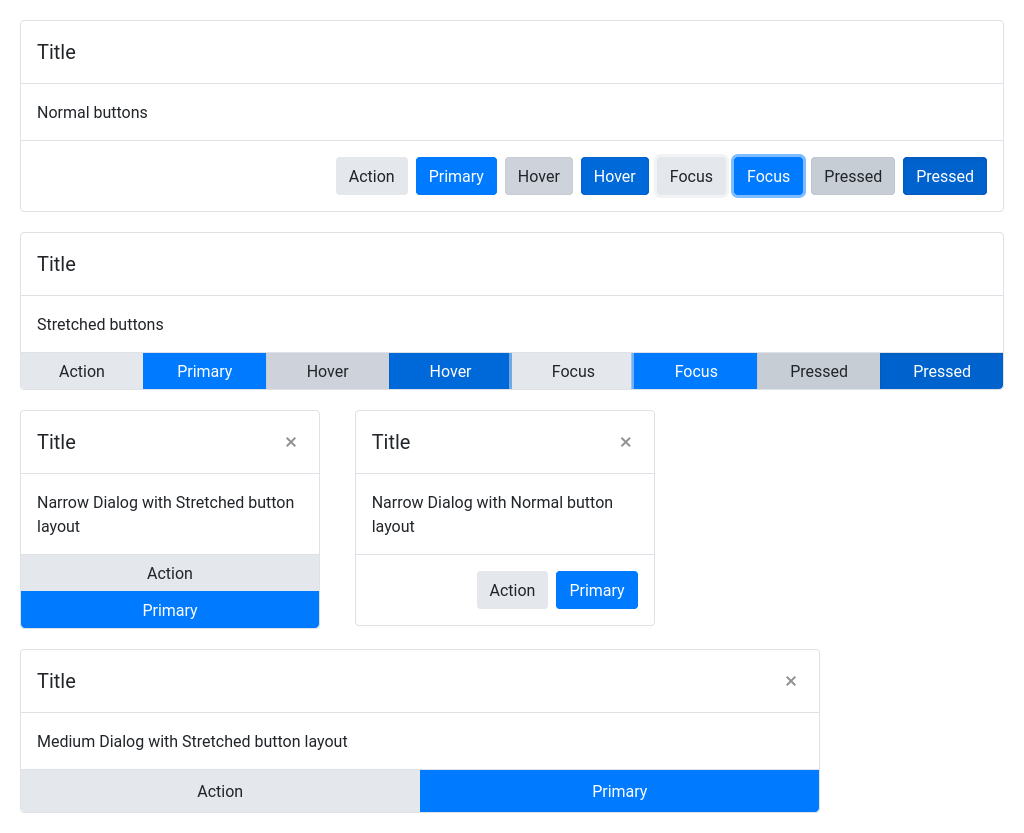 Title
Normal buttons
Action Primary Hover Hover Focus Focus Pressed Pressed
Title
Stretched buttons
Action Primary Hover Hover Focus Focus Pressed Pressed
Title ×
Narrow Dialog with Stretched button
layout
Action
Primary
Title ×
Narrow Dialog with Normal button
layout
Action Primary
Title ×
Medium Dialog with Stretched button layout
Action Primary